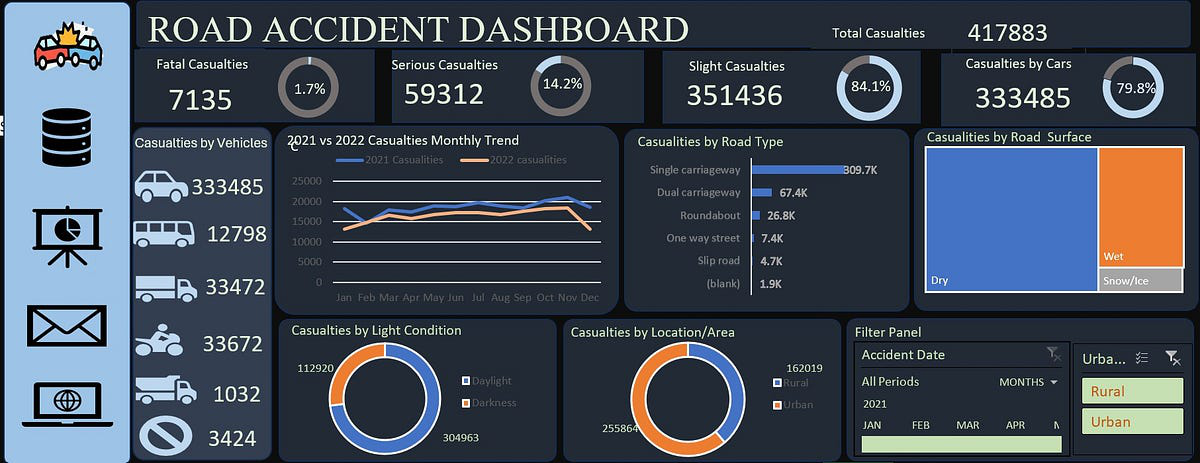 ROAD ACCIDENT DASHBOARD
Total Casualties 417883
Fatal Casualties
7135
1.7%
Serious Casualties
59312
14.2%
Slight Casualties
351436
84.1%
Casualties by Cars
333485
79.8%
Casualties by Vehicles
333485
12798
33472
33672
1032
3424
2021 vs 2022 Casualties Monthly Trend
C
2021 Casualities 2022 casualities
25000
20000
15000
10000
5000
0
Jan Feb Mar Apr May Jun Jul Aug Sep Oct Nov Dec
Casualities by Road Type
Single carriageway 309.7K
Dual carriageway 67.4K
Roundabout 26.8K
One way street 7.4K
Slip road 4.7K
(blank) 1.9K
Casualities by Road Surface
Dry
Wet
Snow/Ice
Casualties by Light Condition
112920
Daylight
Darkness
304963
Casualties by Location/Area
162019
Rural
Urban
255864
Filter Panel
Accident Date
All Periods MONTHS
2021
JAN FEB MAR APR
Urba...
Rural
Urban